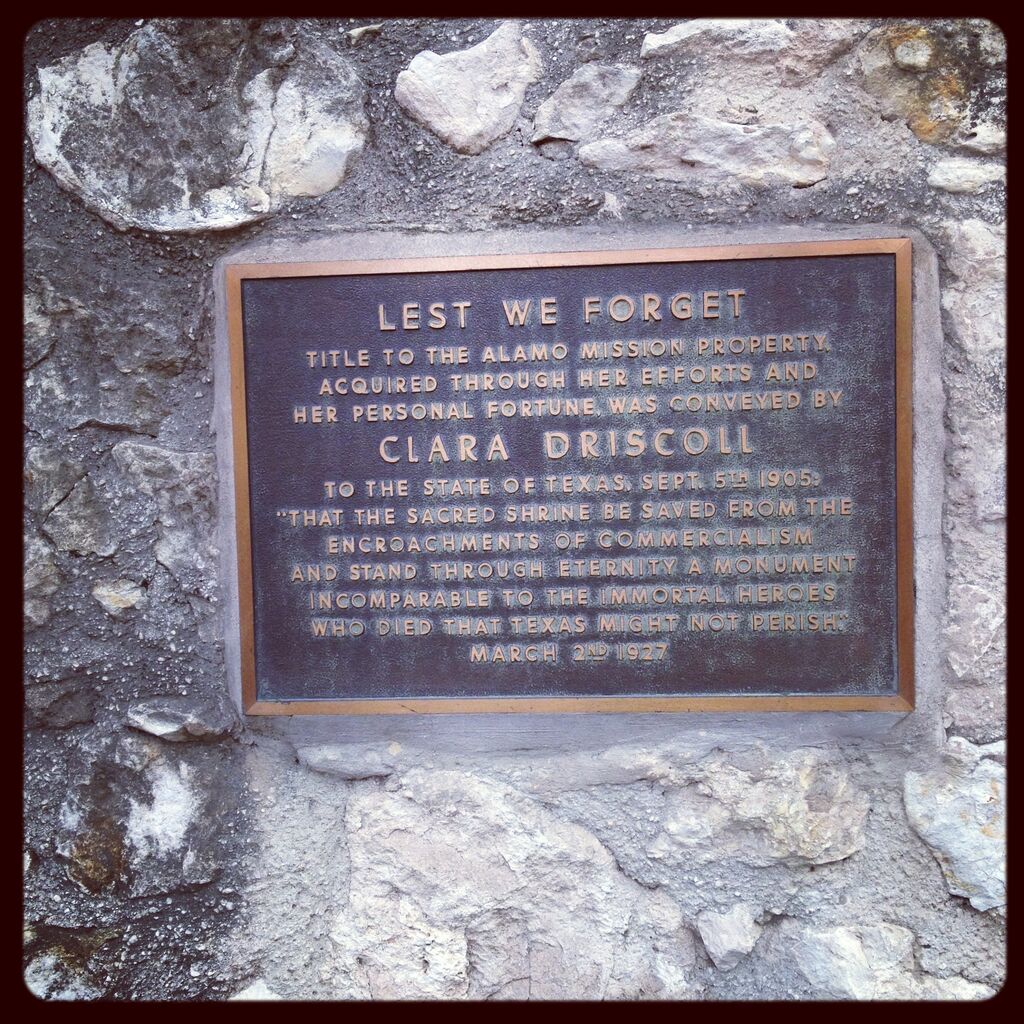 LEST WE FORGET
TITLE TO THE ALAMO MISSION PROPERTY,
ACQUIRED THROUGH HER EFFORTS AND
HER PERSONAL FORTUNE, WAS CONVEYED BY
CLARA DRISCOLL
TO THE STATE OF TEXAS, SEPT. 5TH 1905:
"THAT THE SACRED SHRINE BE SAVED FROM THE
ENCROACHMENTS OF COMMERCIALISM
AND STAND THROUGH ETERNITY A MONUMENT
INCOMPARABLE TO THE IMMORTAL HEROES
WHO DIED THAT TEXAS MIGHT NOT PERISH."
MARCH 2ND 1927